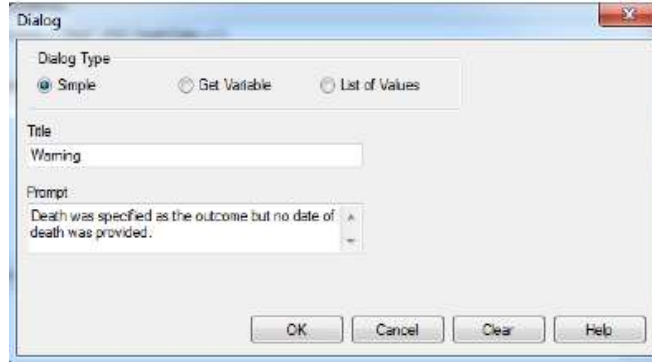 Dialog
Dialog Type
Simple Get Variable List of Values
Title
Warning
Prompt
Death was specified as the outcome but no date of
death was provided.
OK Cancel Clear Help